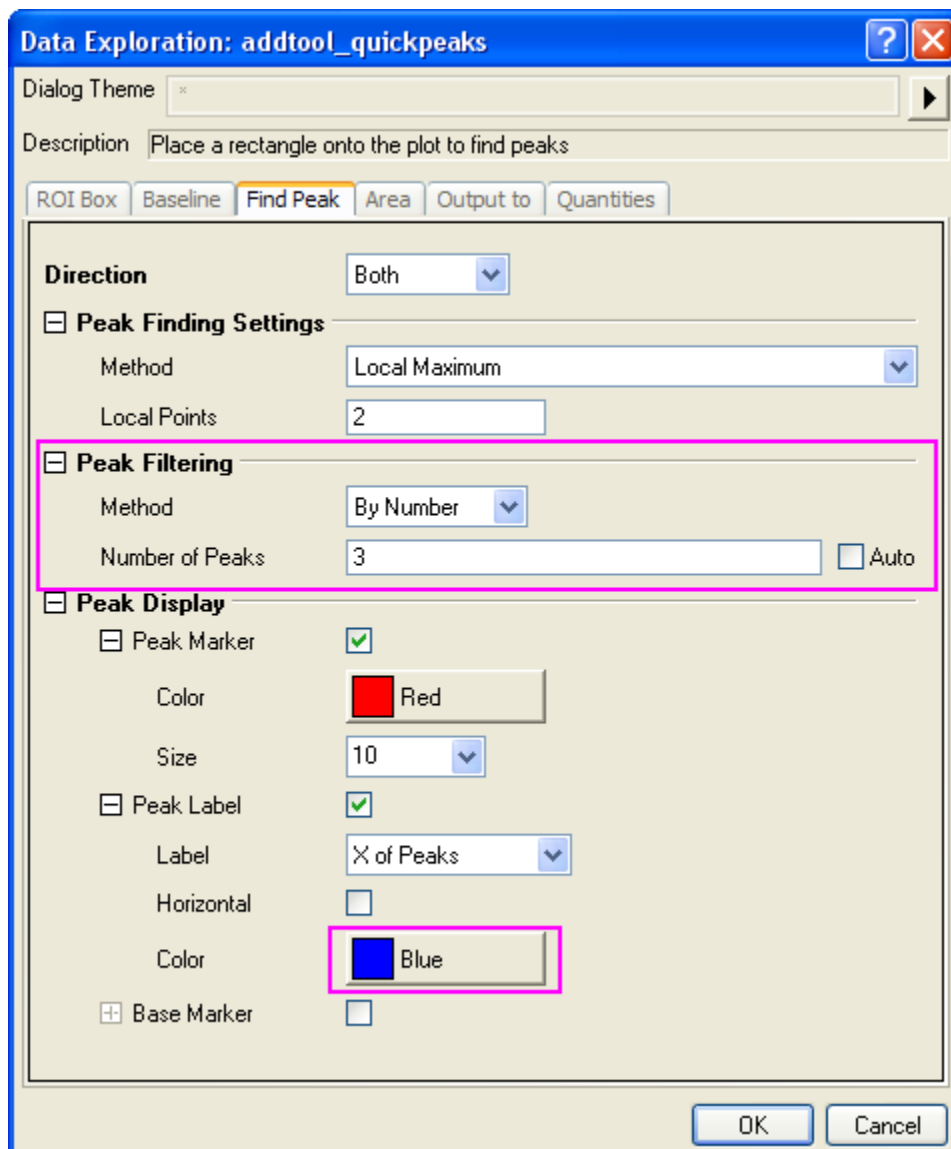 Data Exploration: addtool_quickpeaks
Dialog Theme *
Description Place a rectangle onto the plot to find peaks
ROI Box Baseline Find Peak Area Output to Quantities
Direction Both
Peak Finding Settings
Method Local Maximum
Local Points 2
Peak Filtering
Method By Number
Number of Peaks 3 Auto
Peak Display
Peak Marker
Color Red
Size 10
Peak Label
Label X of Peaks
Horizontal
Color Blue
Base Marker
OK Cancel